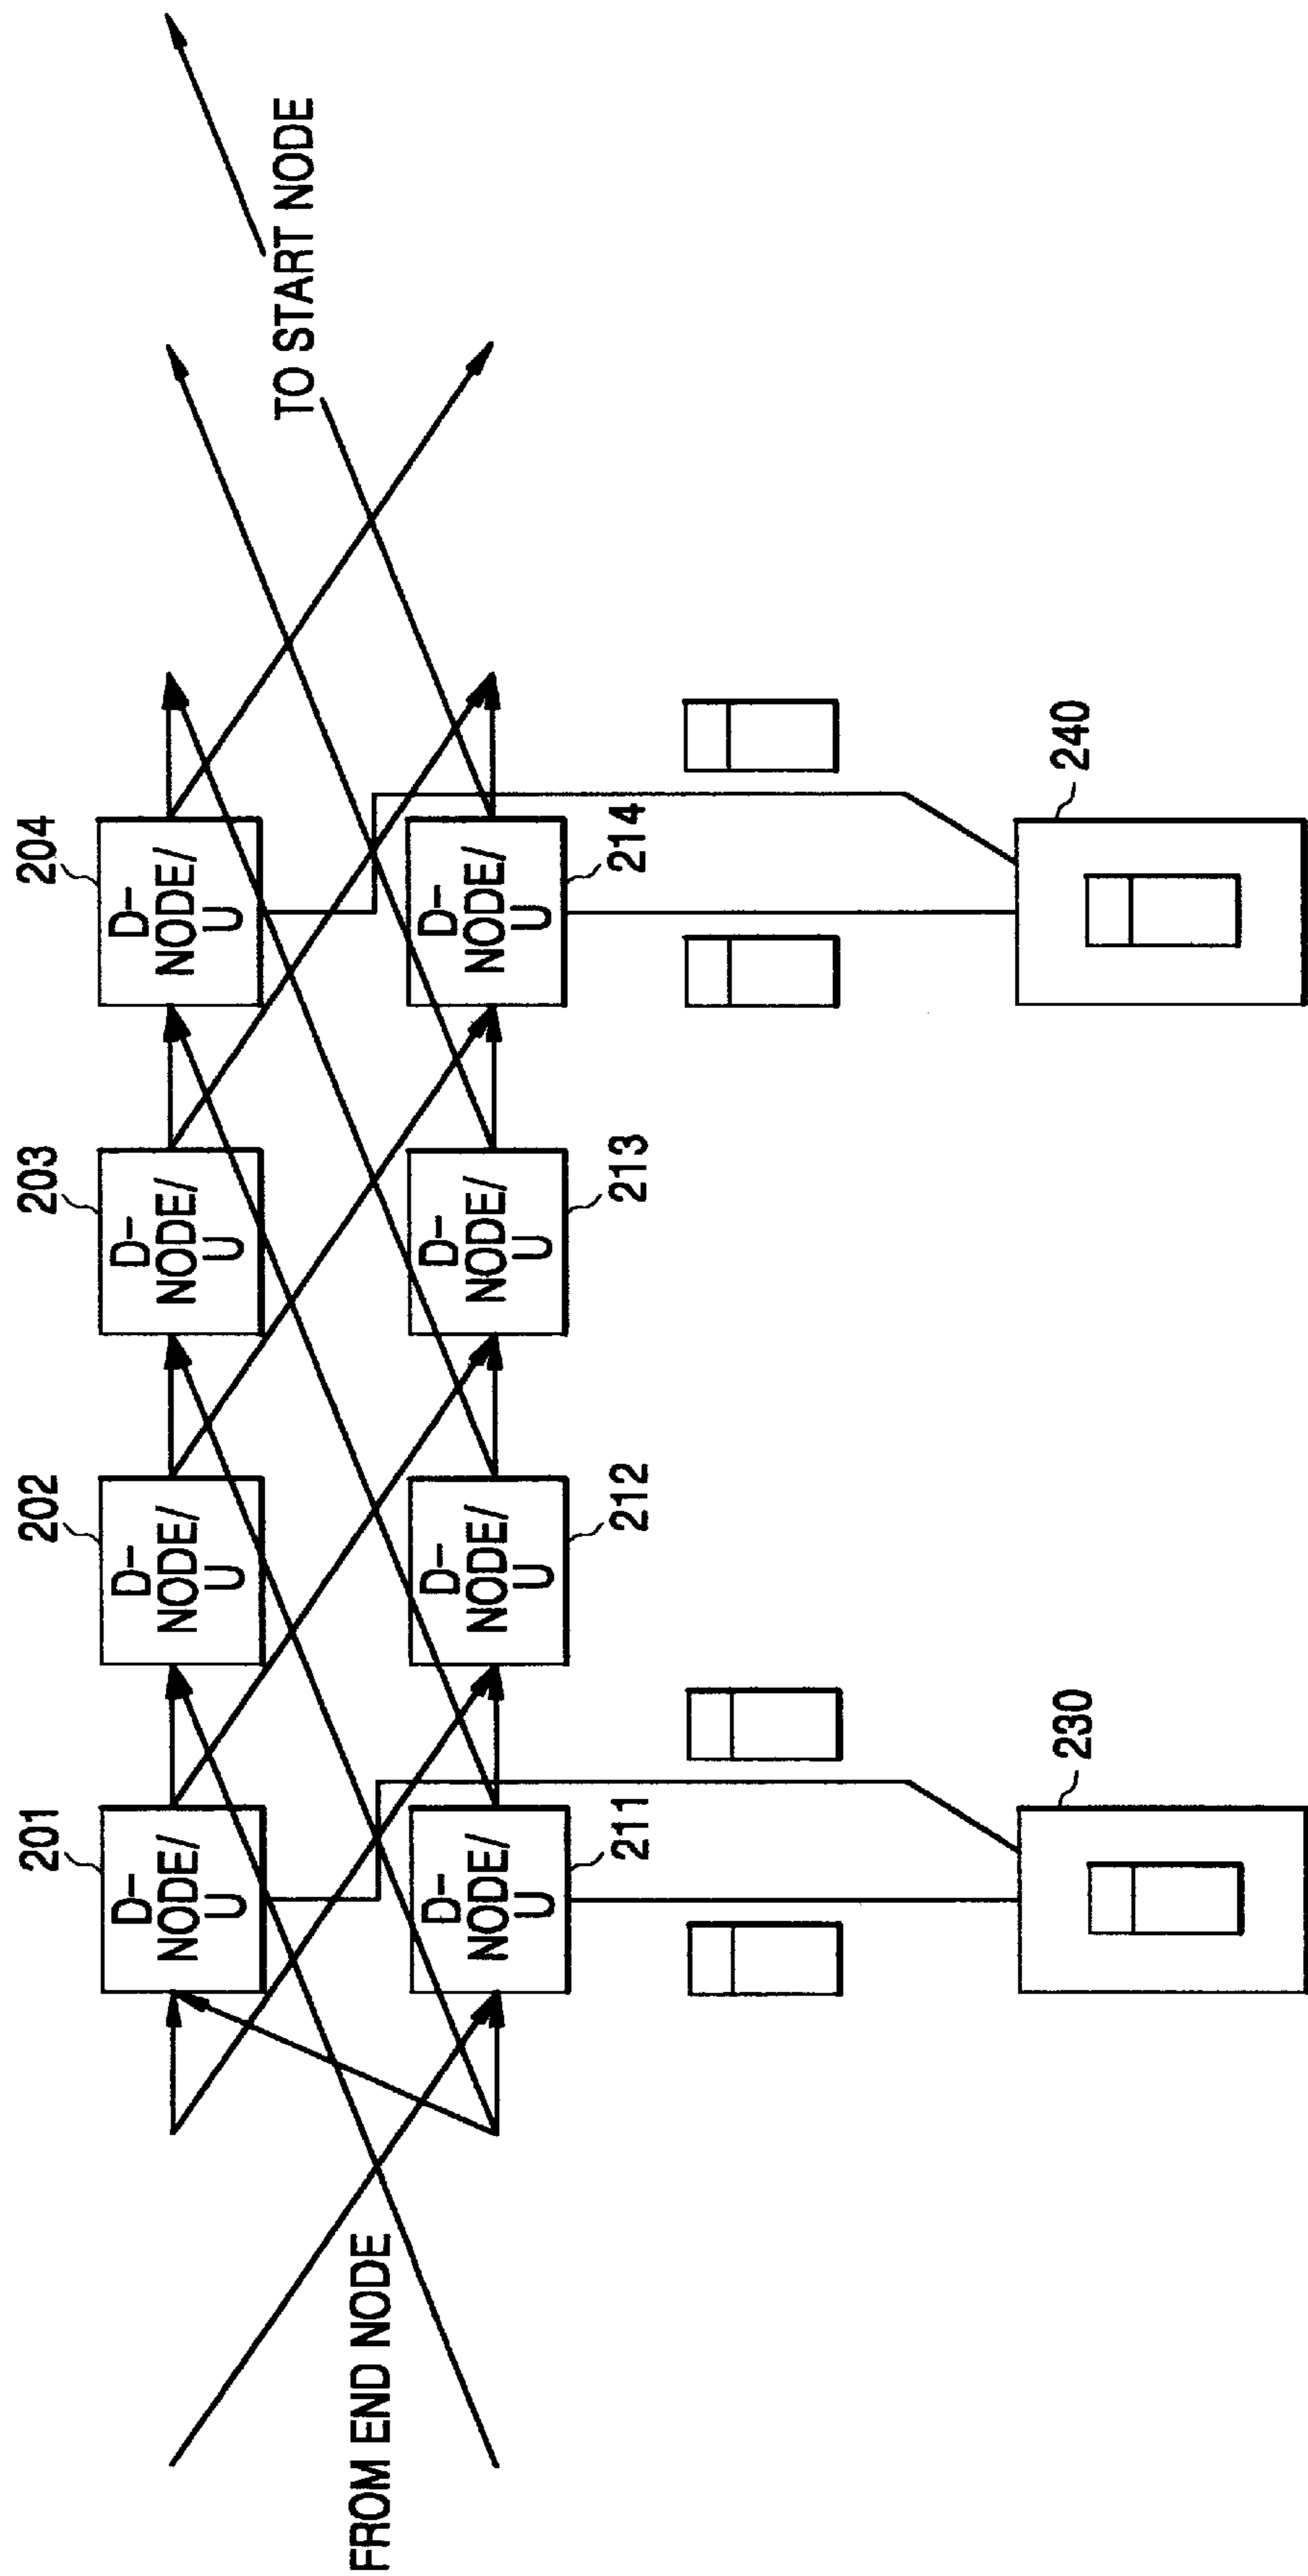 TO START NODE
201
202
203
204
D-
NODE/
U
D-
NODE/
U
D-
NODE/
U
D-
NODE/
U
D-
NODE/
U
D-
NODE/
U
D-
NODE/
U
D-
NODE/
U
211
212
213
214
FROM END NODE
230
240